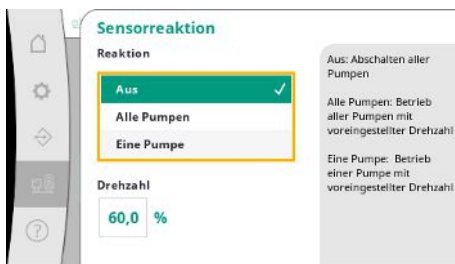 Sensorreaktion
Reaktion
Aus
Alle Pumpen
Eine Pumpe
Drehzahl
60,0 %
Aus: Abschalten aller
Pumpen
Alle Pumpen: Betrieb
aller Pumpen mit
voreingestellter Drehzahl
Eine Pumpe: Betrieb
einer Pumpe mit
voreingestellter Drehzahl